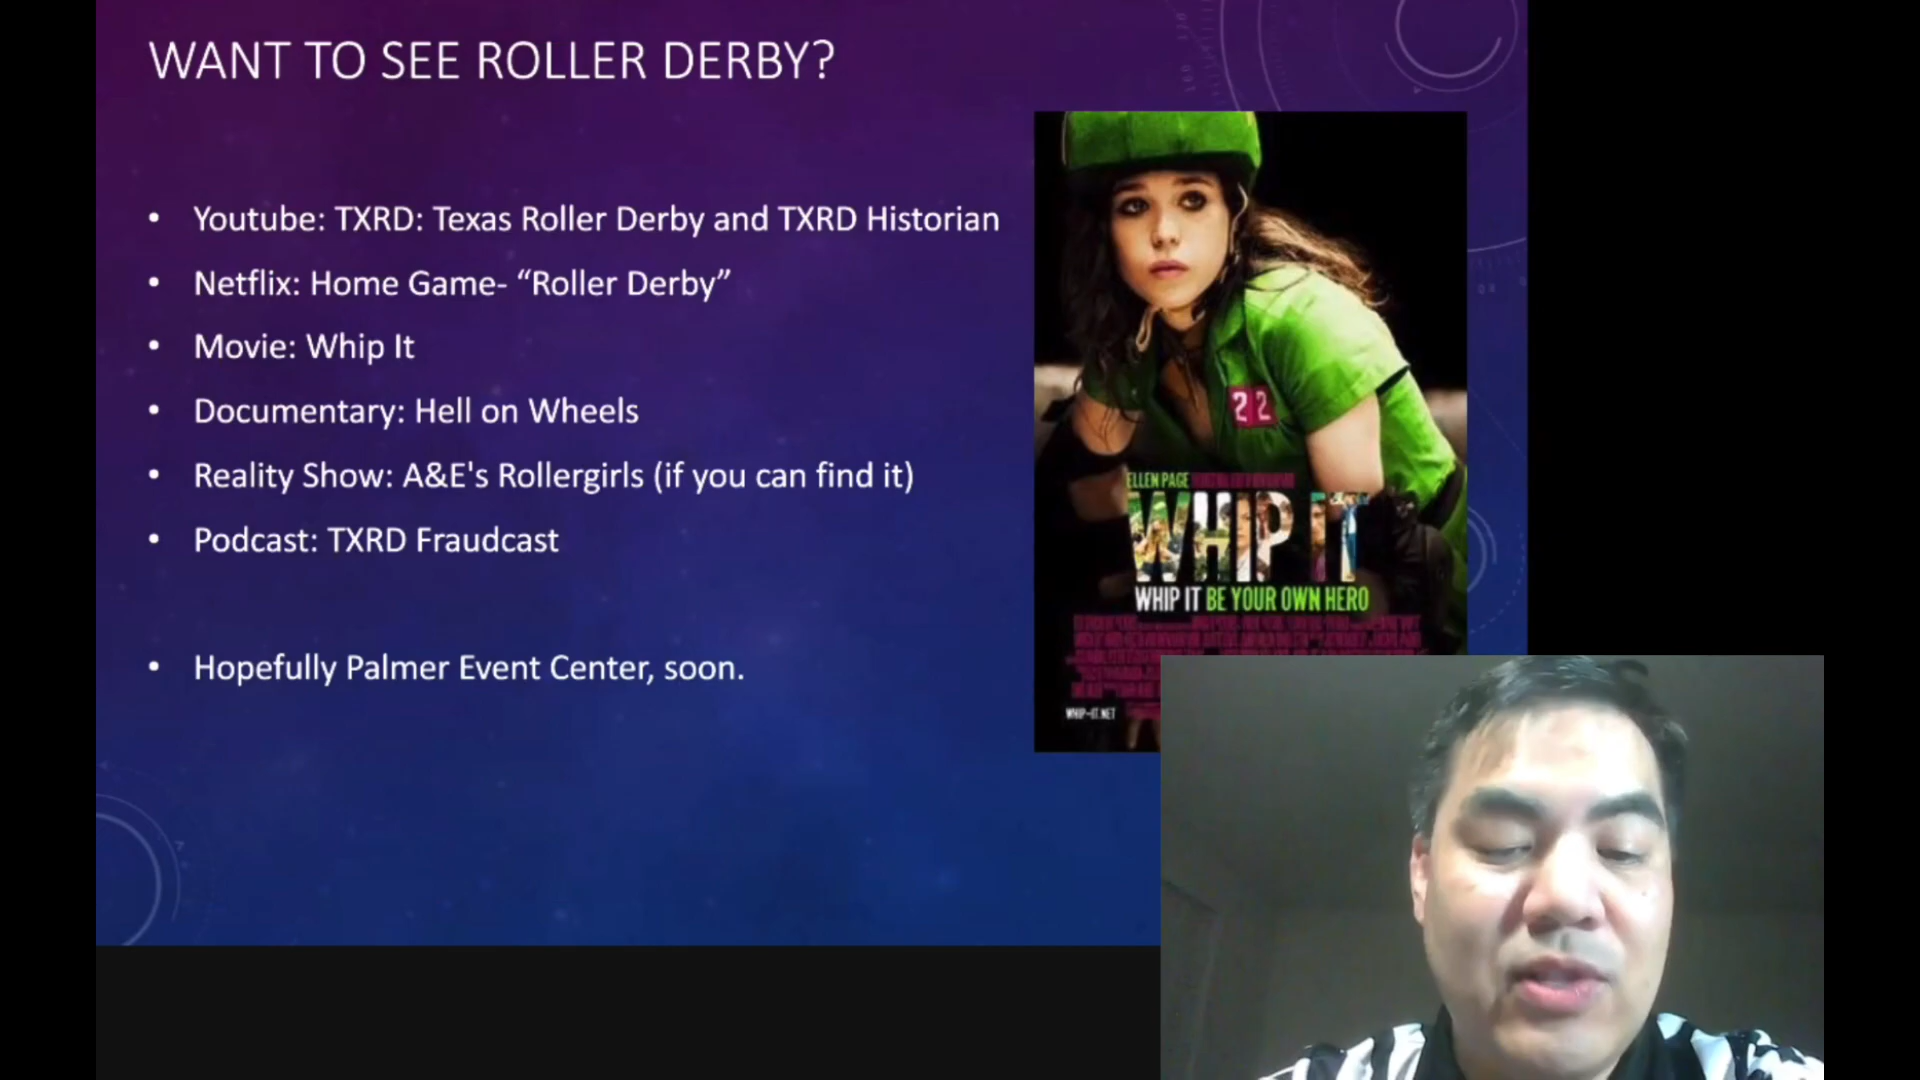 WANT TO SEE ROLLER DERBY?
• Youtube: TXRD: Texas Roller Derby and TXRD Historian
• Netflix: Home Game- “Roller Derby”
• Movie: Whip It
• Documentary: Hell on Wheels
• Reality Show: A&E's Rollergirls (if you can find it)
• Podcast: TXRD Fraudcast
• Hopefully Palmer Event Center, soon.
22
ELLEN PAGE
WHIP IT
WHIP IT BE YOUR OWN HERO
WHIP-IT.NET